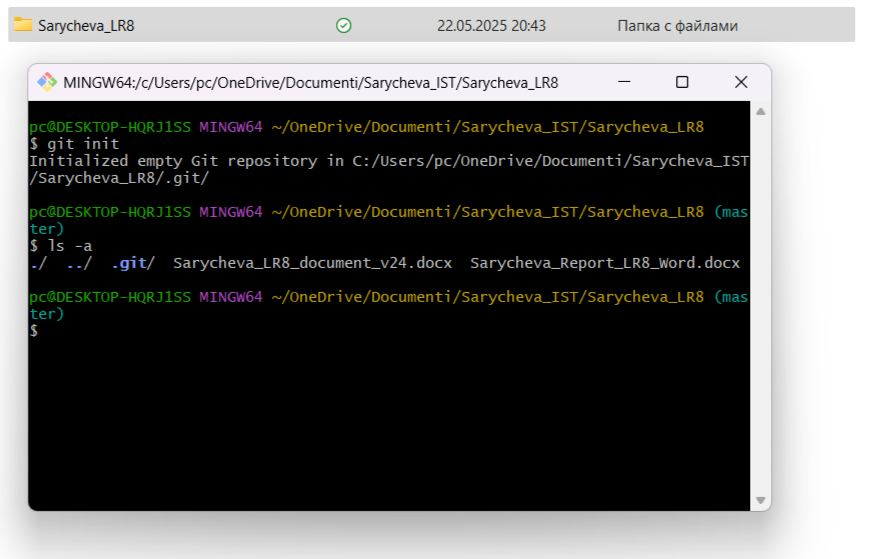 Sarycheva_LR8 22.05.2025 20:43 Папка с файлами
MINGW64:/c/Users/pc/OneDrive/Documenti/Sarycheva_IST/Sarycheva_LR8
pc@DESKTOP-HQRJ1SS MINGW64 ~/OneDrive/Documenti/Sarycheva_IST/Sarycheva_LR8
$ git init
Initialized empty Git repository in C:/Users/pc/OneDrive/Documenti/Sarycheva_IST
/Sarycheva_LR8/.git/
pc@DESKTOP-HQRJ1SS MINGW64 ~/OneDrive/Documenti/Sarycheva_IST/Sarycheva_LR8 (mas
ter)
$ ls -a
./ ../ .git/ Sarycheva_LR8_document_v24.docx Sarycheva_Report_LR8_Word.docx
pc@DESKTOP-HQRJ1SS MINGW64 ~/OneDrive/Documenti/Sarycheva_IST/Sarycheva_LR8 (mas
ter)
$